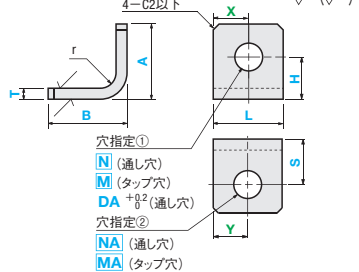 4−C2以下
X
r
A
T
B
H
L
穴指定①
N (通し穴)
M (タップ穴)
DA +0.2 0 (通し穴)
穴指定②
NA (通し穴)
MA (タップ穴)
S
Y